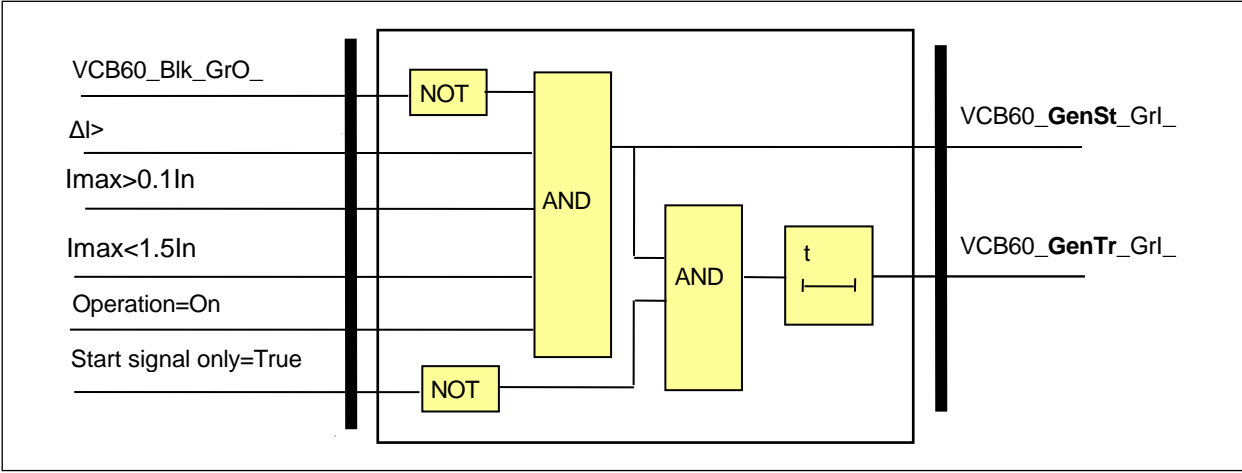 VCB60_Blk_GrO_
NOT
ΔI>
Imax>0.1In
AND
Imax<1.5In
Operation=On
Start signal only=True
NOT
AND
t
VCB60_GenSt_GrI_
VCB60_GenTr_GrI_